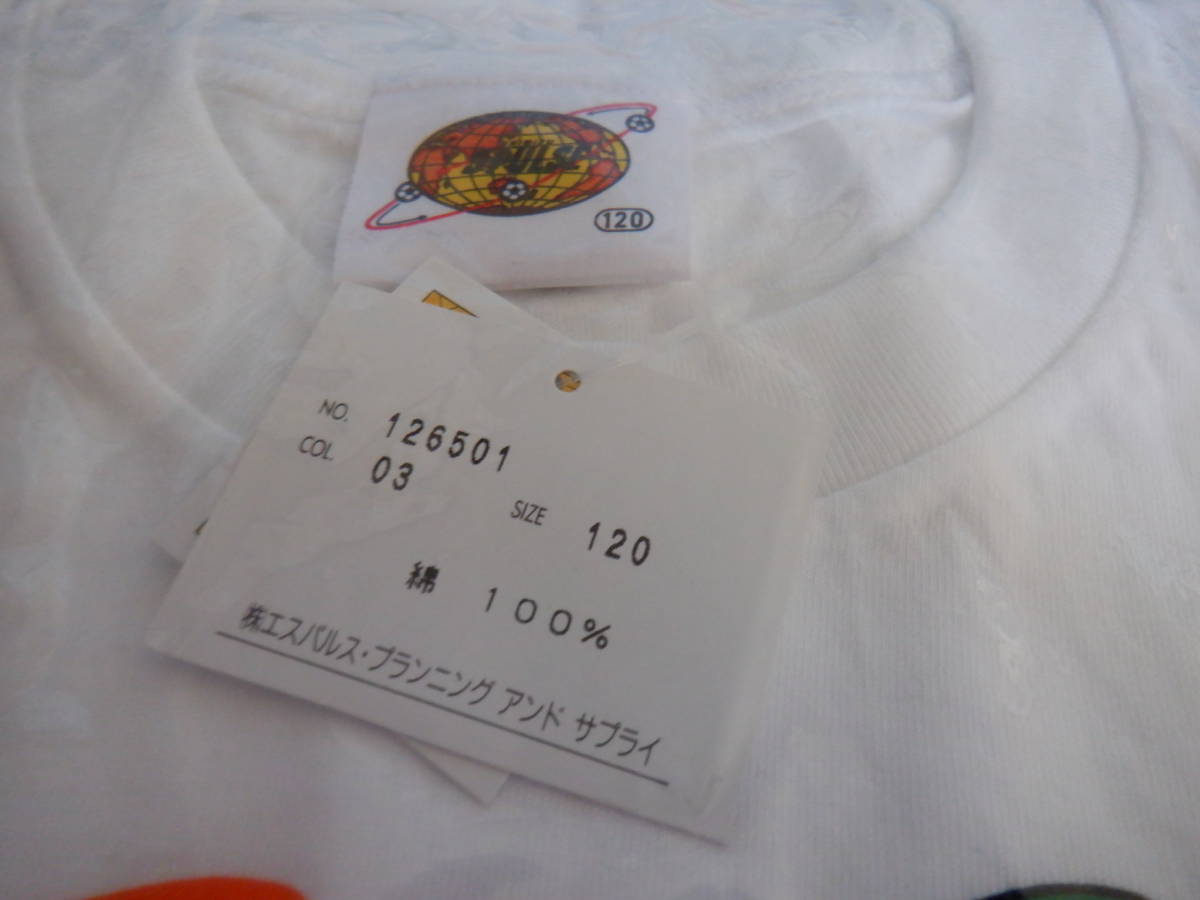 120
NO. 126501
COL. 03
SIZE 120
綿 100%
㈱エスパルス・プランニング アンド サプライ